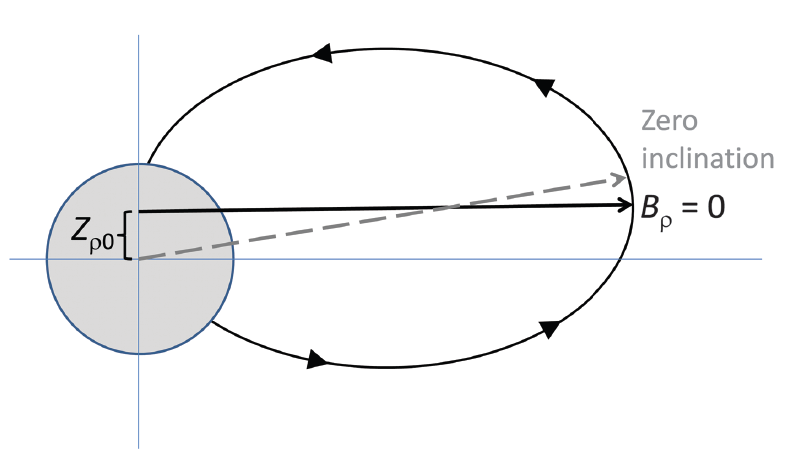 Zero
inclination
Bρ = 0
Zρ0